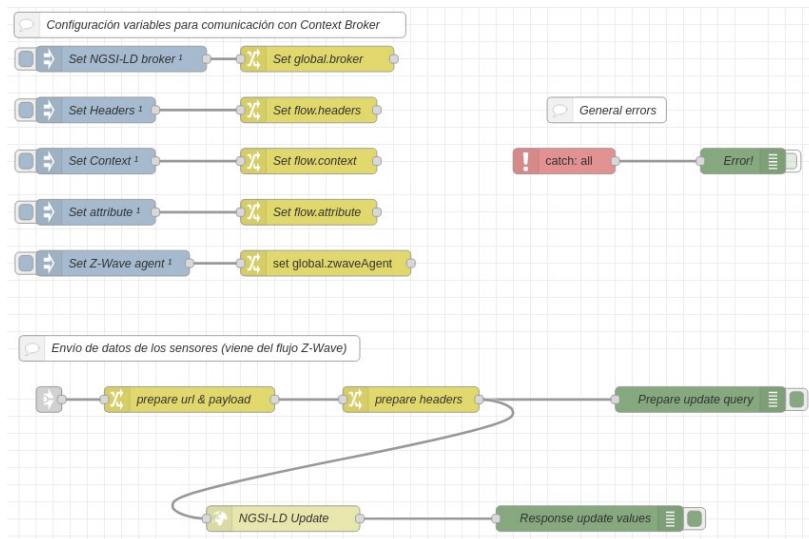 Configuración variables para comunicación con Context Broker
Set NGSI-LD broker ¹
Set global.broker
Set Headers ¹
Set flow.headers
General errors
Set Context ¹
Set flow.context
catch: all
Error!
Set attribute ¹
Set flow.attribute
Set Z-Wave agent ¹
set global.zwaveAgent
Envío de datos de los sensores (viene del flujo Z-Wave)
prepare url & payload
prepare headers
Prepare update query
NGSI-LD Update
Response update values